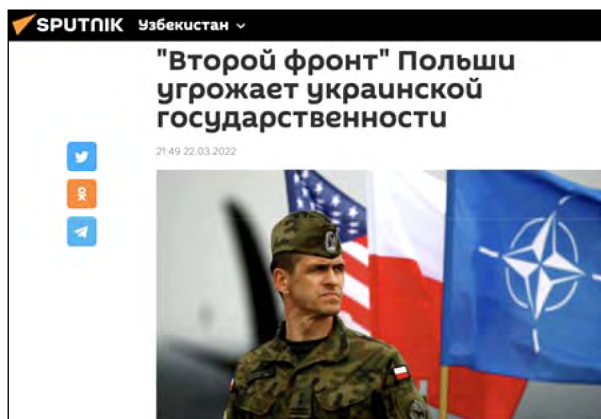 SPUTNIK Узбекистан
"Второй фронт" Польши
угрожает украинской
государственности
21:49 22.03.2022